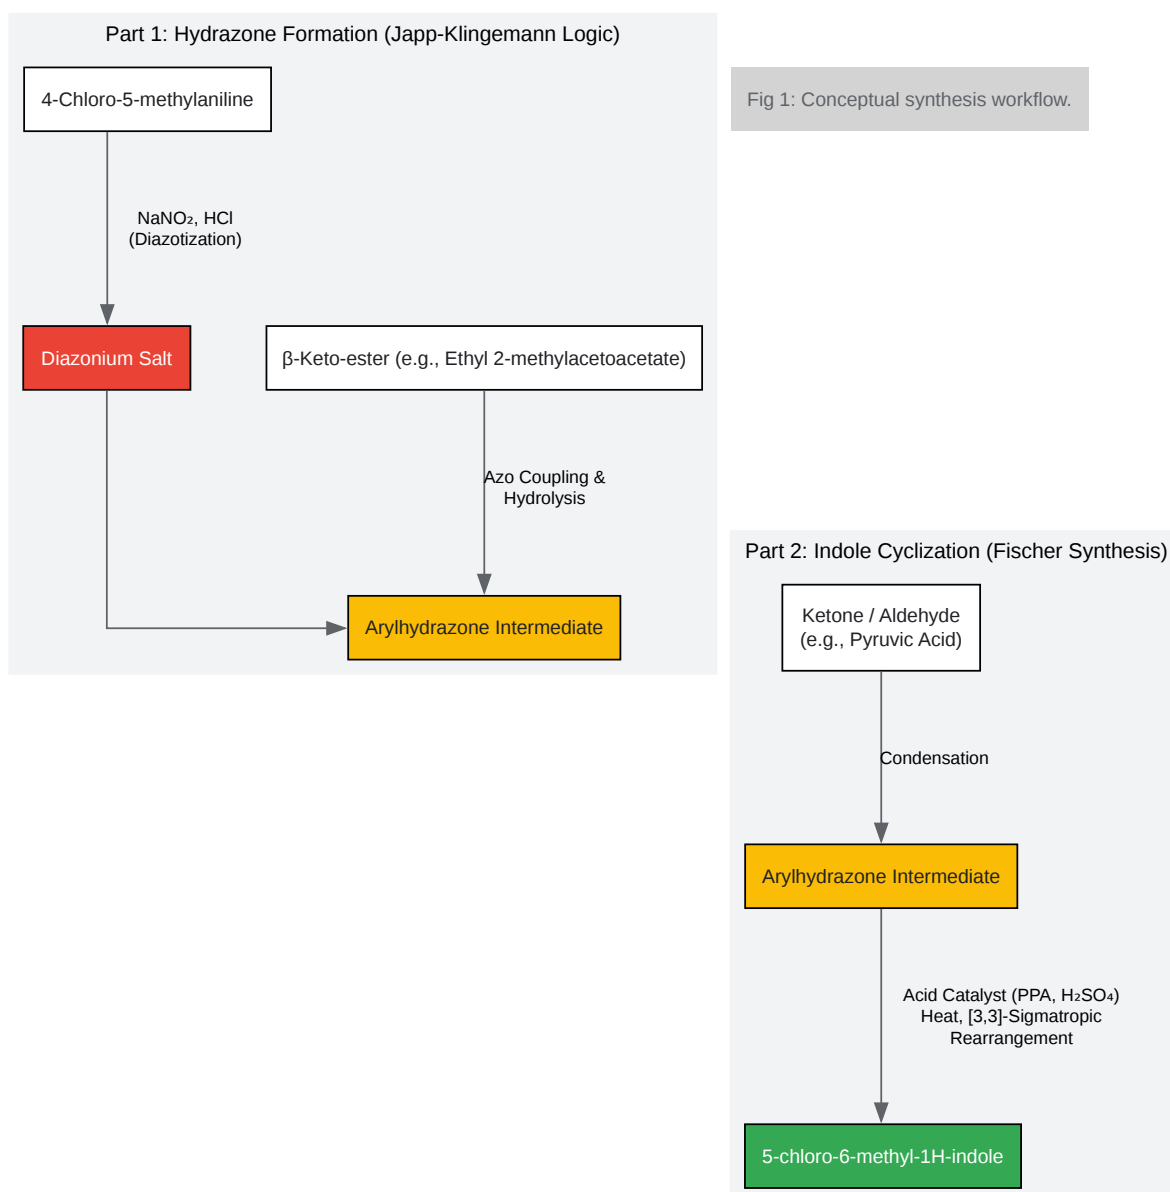 Part 1: Hydrazone Formation (Japp-Klingemann Logic)
4-Chloro-5-methylaniline
Fig 1: Conceptual synthesis workflow.
NaNO₂, HCl
(Diazotization)
Diazonium Salt
β-Keto-ester (e.g., Ethyl 2-methylacetoacetate)
Azo Coupling &
Hydrolysis
Arylhydrazone Intermediate
Part 2: Indole Cyclization (Fischer Synthesis)
Ketone / Aldehyde
(e.g., Pyruvic Acid)
Condensation
Arylhydrazone Intermediate
Acid Catalyst (PPA, H₂SO₄)
Heat, [3,3]-Sigmatropic
Rearrangement
5-chloro-6-methyl-1H-indole